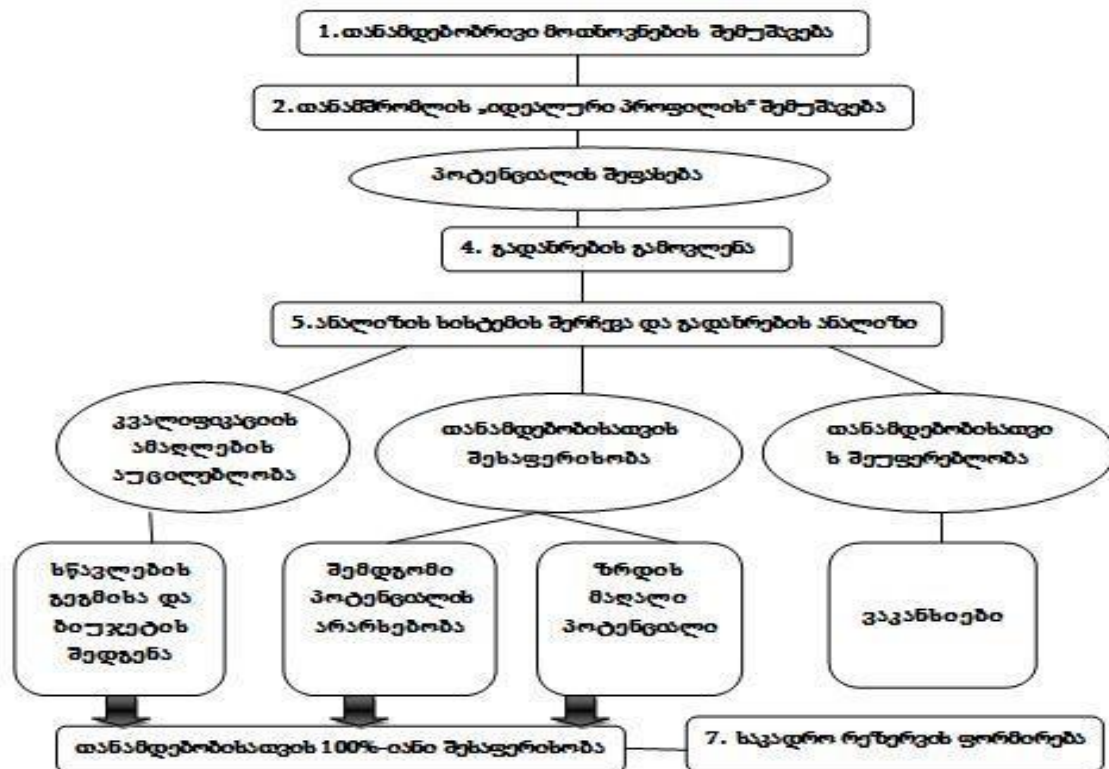 1.თანამდებობრივი მოთხოვნების შემუშავება
2.თანამშრომლის „იდეალური პროფილის“ შემუშავება
პოტენციალის შეფასება
4. გადახრების გამოვლენა
5.ანალიზის სისტემის შერჩევა და გადახრების ანალიზი
კვალიფიკაციის
ამაღლების
აუცილებლობა
თანამდებობისათვის
შესაფერისობა
თანამდებობისათვი
ს შეუფერებლობა
სწავლების
გეგმისა და
ბიუჯეტის
შედგენა
შემდგომი
პოტენციალის
არარსებობა
ზრდის
მაღალი
პოტენციალი
ვაკანსიები
თანამდებობისათვის 100%-იანი შესაფერისობა
7. საკადრო რეზერვის ფორმირება